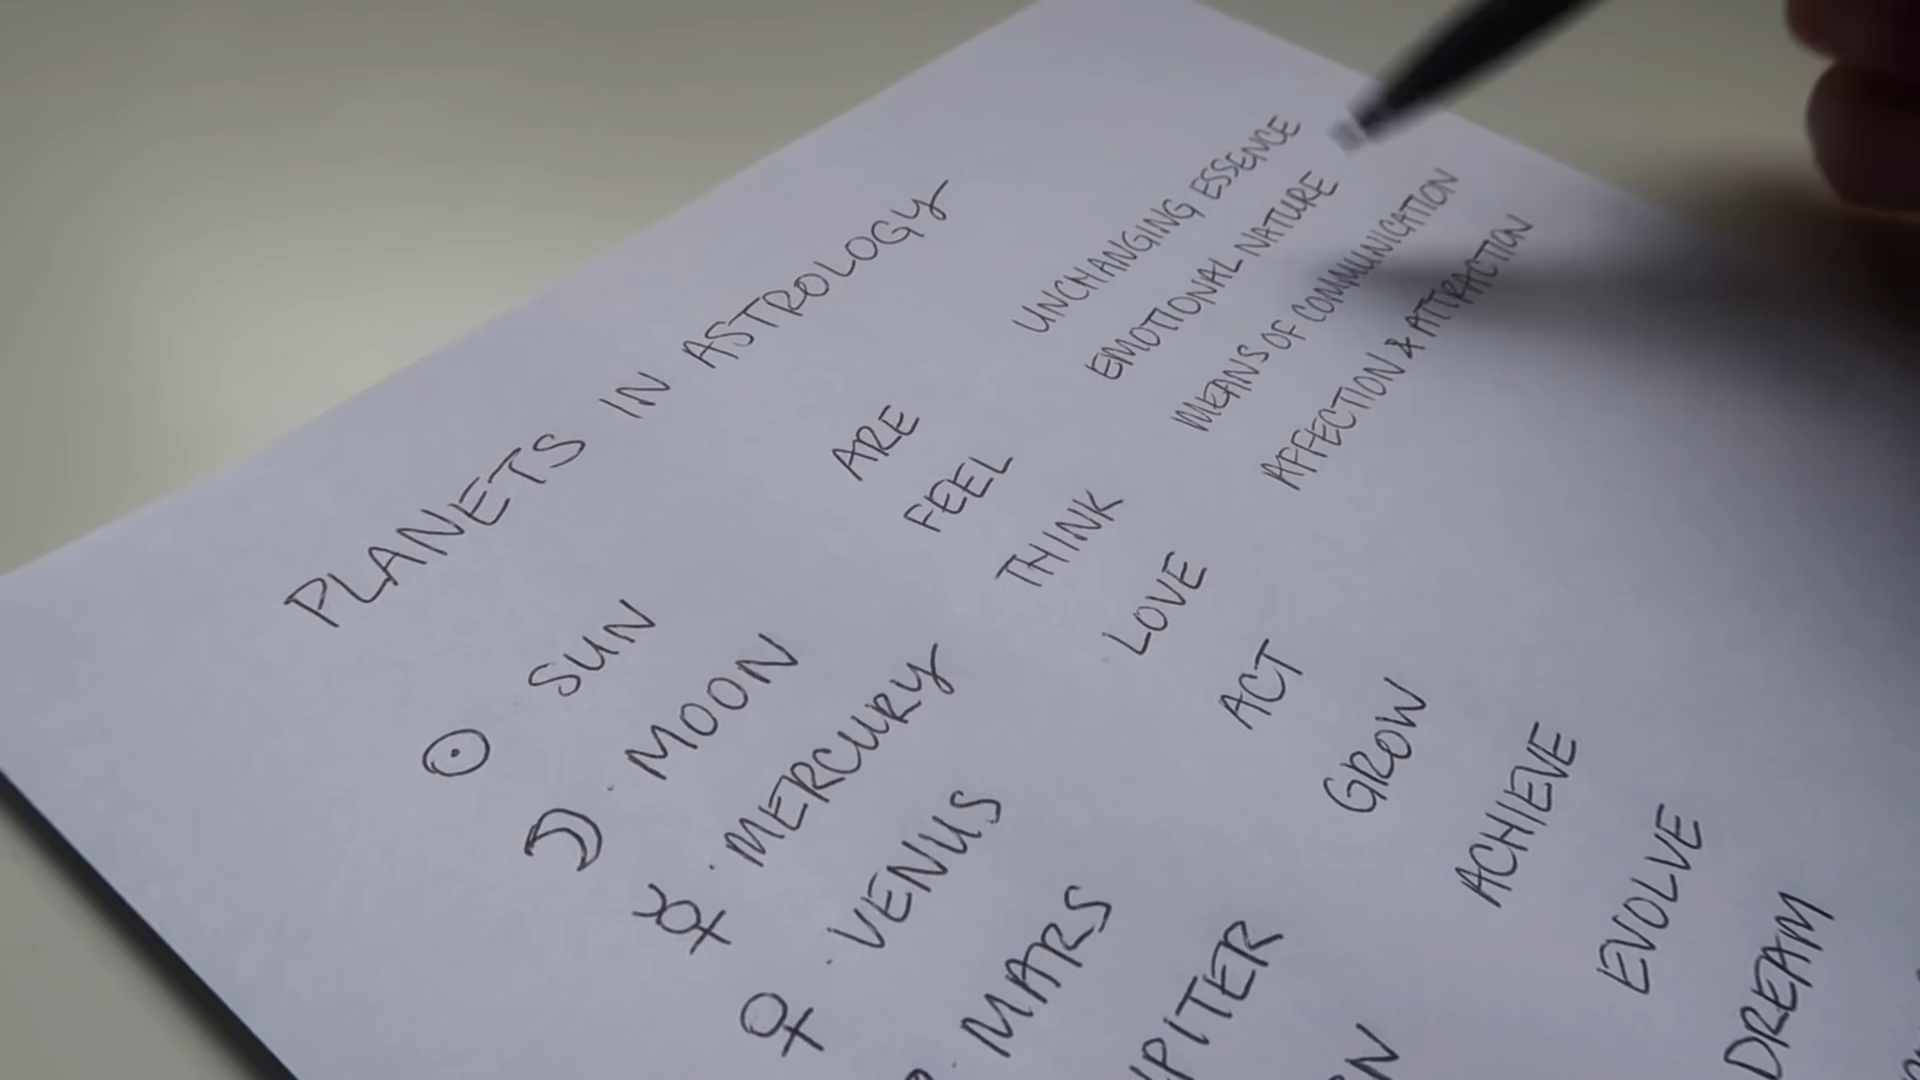 PLANETS IN ASTROLOGY
SUN ARE UNCHANGING ESSENCE
MOON FEEL EMOTIONAL NATURE
MERCURY THINK MEANS OF COMMUNICATION
VENUS LOVE AFFECTION & ATTRACTION
MARS ACT
GROW
ACHIEVE
EVOLVE
DREAM